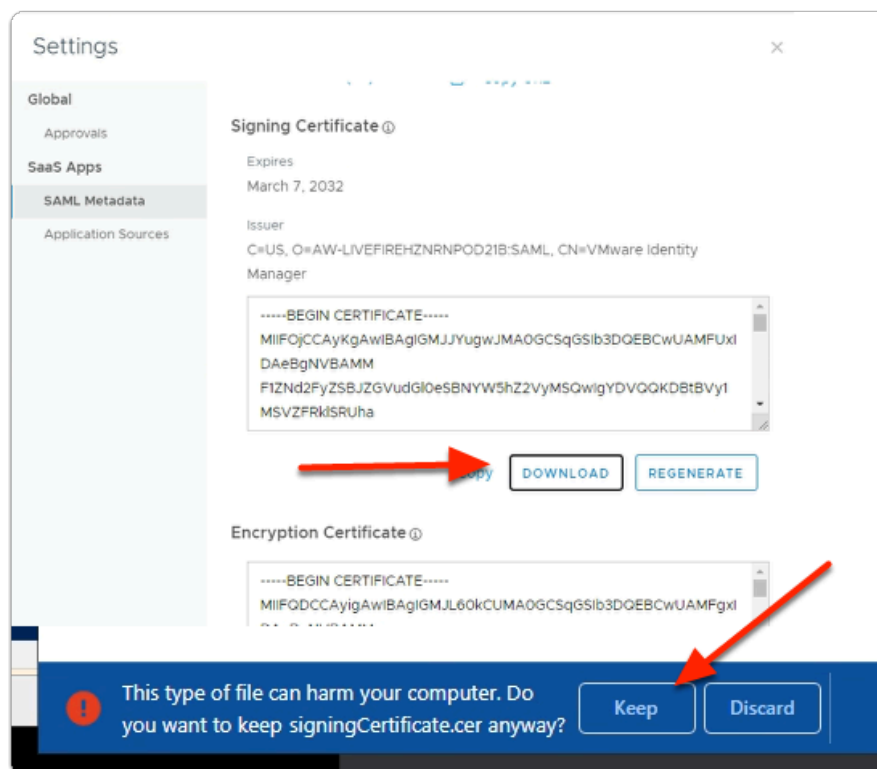 Settings
Global
Approvals
SaaS Apps
SAML Metadata
Application Sources
Signing Certificate
Expires
March 7, 2032
Issuer
C=US, O=AW-LIVEFIREHZNRNPOD21B:SAML, CN=VMware Identity
Manager
-----BEGIN CERTIFICATE-----
MIIFOjCCAyKgAwIBAgIGMJJYugwJMA0GCSqGSIb3DQEBCwUAMFUxI
DAeBgNVBAMM
F1ZNd2FyZSBJZGVudGl0eSBNYW5hZ2VyMSQwIgYDVQQKDBtBVy1
MSVZFRklSRUha
Copy DOWNLOAD REGENERATE
Encryption Certificate
-----BEGIN CERTIFICATE-----
MIIFQDCCAyigAwIBAgIGMJL60kCUMA0GCSqGSIb3DQEBCwUAMFgxI
This type of file can harm your computer. Do
you want to keep signingCertificate.cer anyway?
Keep Discard